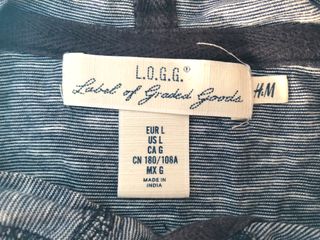 L.O.G.G.®
Label of Graded Goods
H&M
EUR L
US L
CA G
CN 180/108A
MX G
MADE IN
INDIA